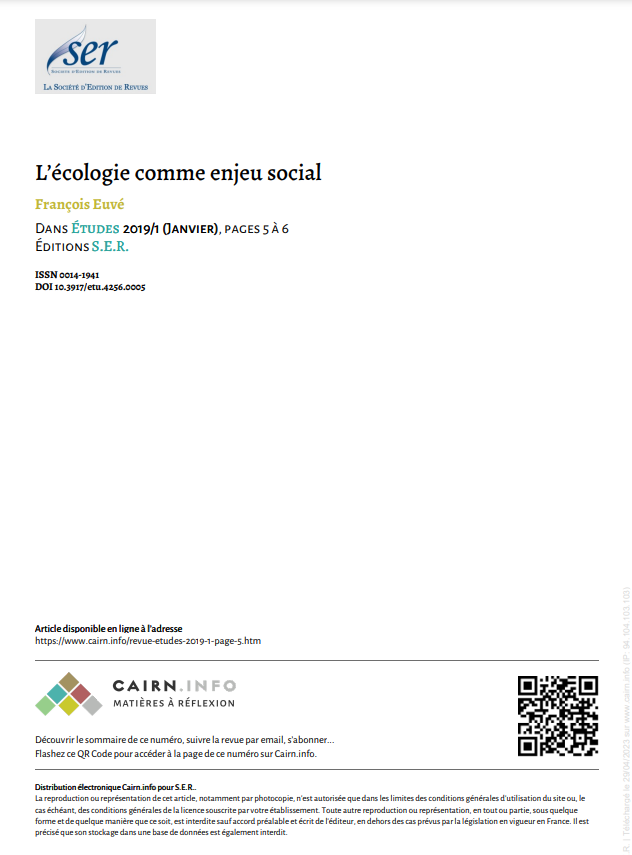 ser
SOCIÉTÉ D'ÉDITION DE REVUES
LA SOCIÉTÉ D'EDITION DE REVUES
L'écologie comme enjeu social
François Euvé
DANS ÉTUDES 2019/1 (JANVIER), PAGES 5 À 6
ÉDITIONS S.E.R.
ISSN 0014-1941
DOI 10.3917/etu.4256.0005
Article disponible en ligne à l'adresse
https://www.cairn.info/revue-etudes-2019-1-page-5.htm
CAIRN.INFO
MATIÈRES À RÉFLEXION
Découvrir le sommaire de ce numéro, suivre la revue par email, s'abonner...
Flashez ce QR Code pour accéder à la page de ce numéro sur Cairn.info.
Distribution électronique Cairn.info pour S.E.R..
La reproduction ou représentation de cet article, notamment par photocopie, n'est autorisée que dans les limites des conditions générales d'utilisation du site ou, le
cas échéant, des conditions générales de la licence souscrite par votre établissement. Toute autre reproduction ou représentation, en tout ou partie, sous quelque
forme et de quelque manière que ce soit, est interdite sauf accord préalable et écrit de l'éditeur, en dehors des cas prévus par la législation en vigueur en France. Il est
précisé que son stockage dans une base de données est également interdit.
R. | Téléchargé le 29/04/2023 sur www.cairn.info (IP: 94.104.103.103)